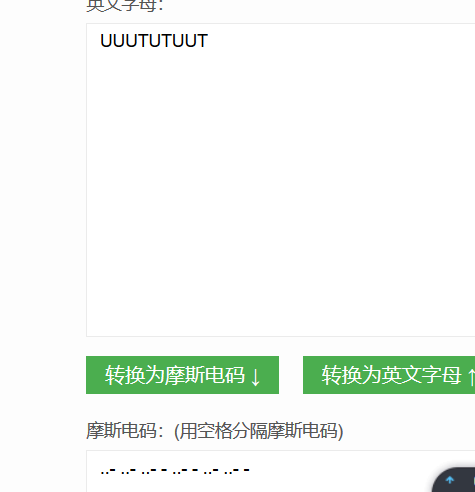 英文字母：
UUUTUTUUT
转换为摩斯电码 ↓
转换为英文字母 ↑
摩斯电码：(用空格分隔摩斯电码)
..- ..- ..- - ..- - ..- ..- -